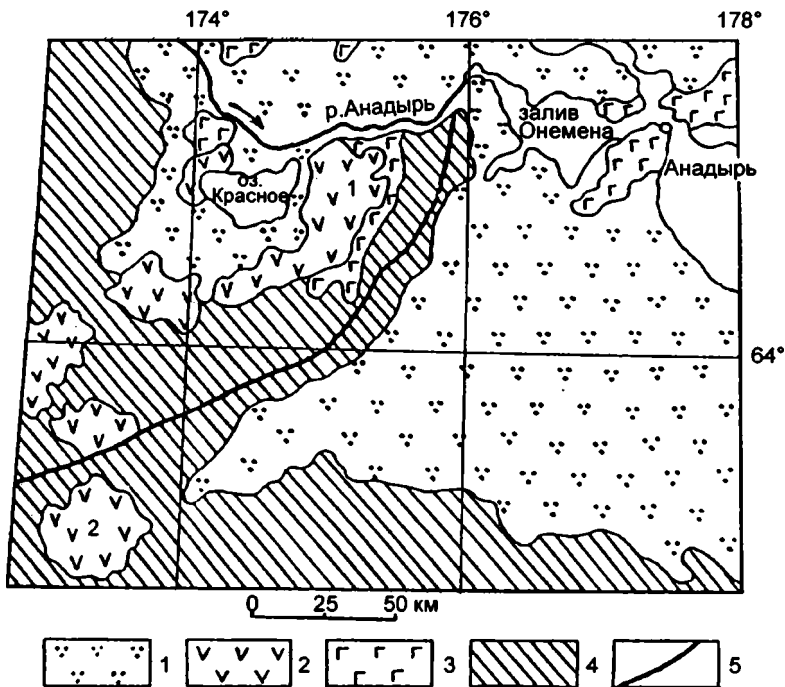 174° 176° 178°
р.Анадырь
залив
Онемена
оз.
Красное
1
Анадырь
64°
2
0 25 50 км
1 2 3 4 5